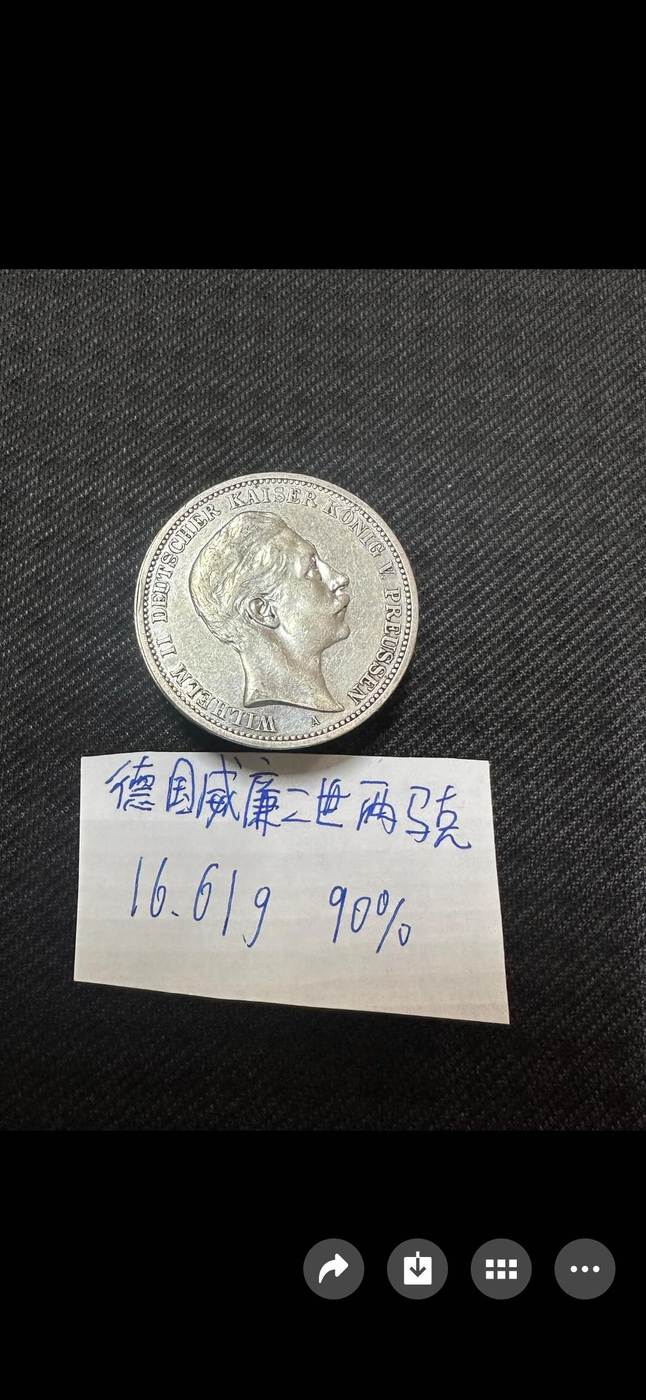 WILHELM II DEUTSCHER KAISER KÖNIG V. PREUSSEN
A
德国威廉二世两马克
16.61g 90%